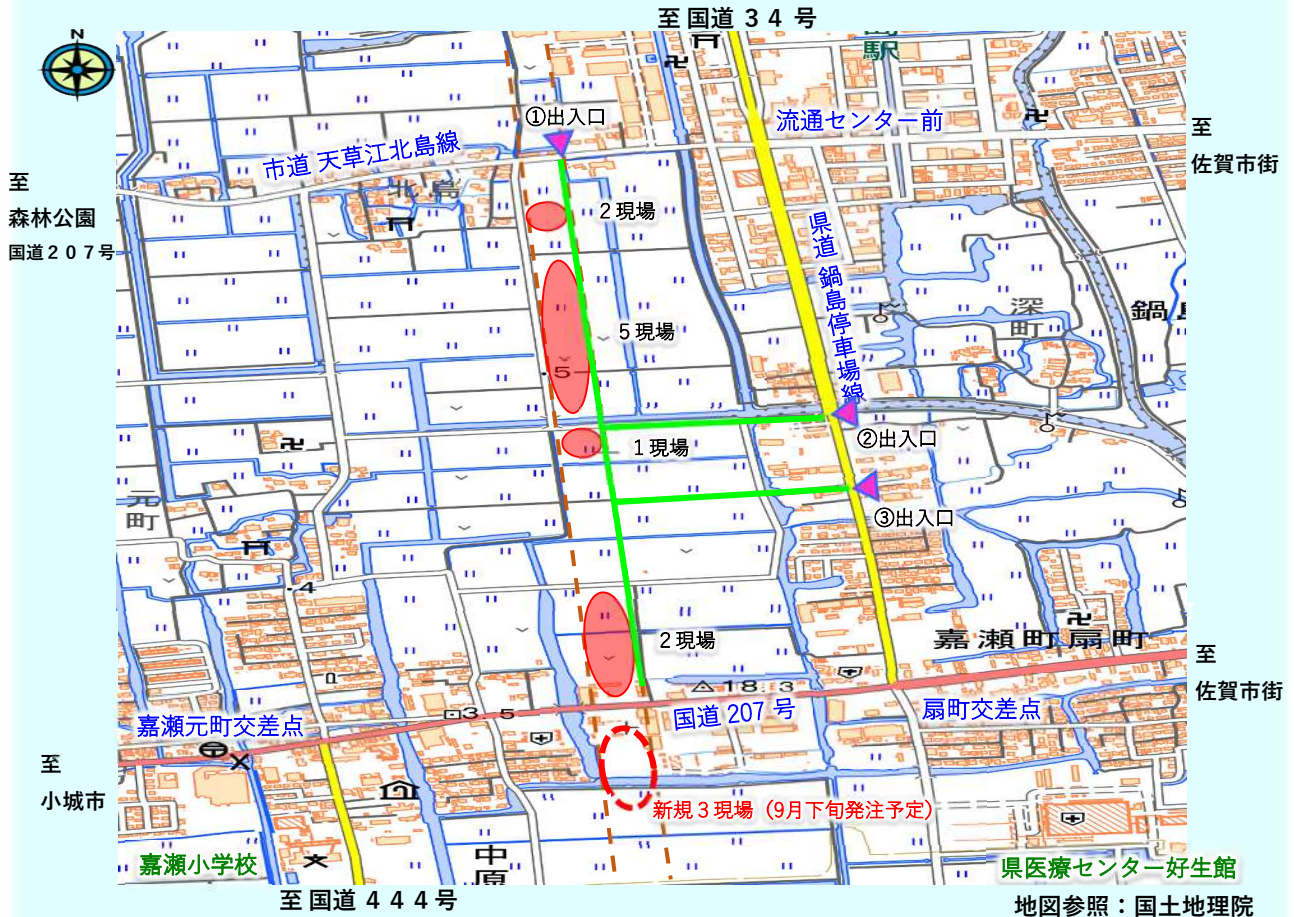 至 国道 3 4 号
N
島
駅
①出入口
流通センター前
至
佐賀市街
市道 天草江北島線
至
森林公園
国道2 0 7号
北島
2 現場
県道 鍋島停車場線
深
町
鍋島
5 現場
.5
②出入口
1 現場
元
町
③出入口
.4
嘉瀬町扇町
2 現場
至
佐賀市街
△18.3
国道 207 号
扇町交差点
3.5
嘉瀬元町交差点
至
小城市
新規 3 現場（9月下旬発注予定）
中
原
嘉瀬小学校
県医療センター好生館
至 国道 4 4 4 号
地図参照：国土地理院